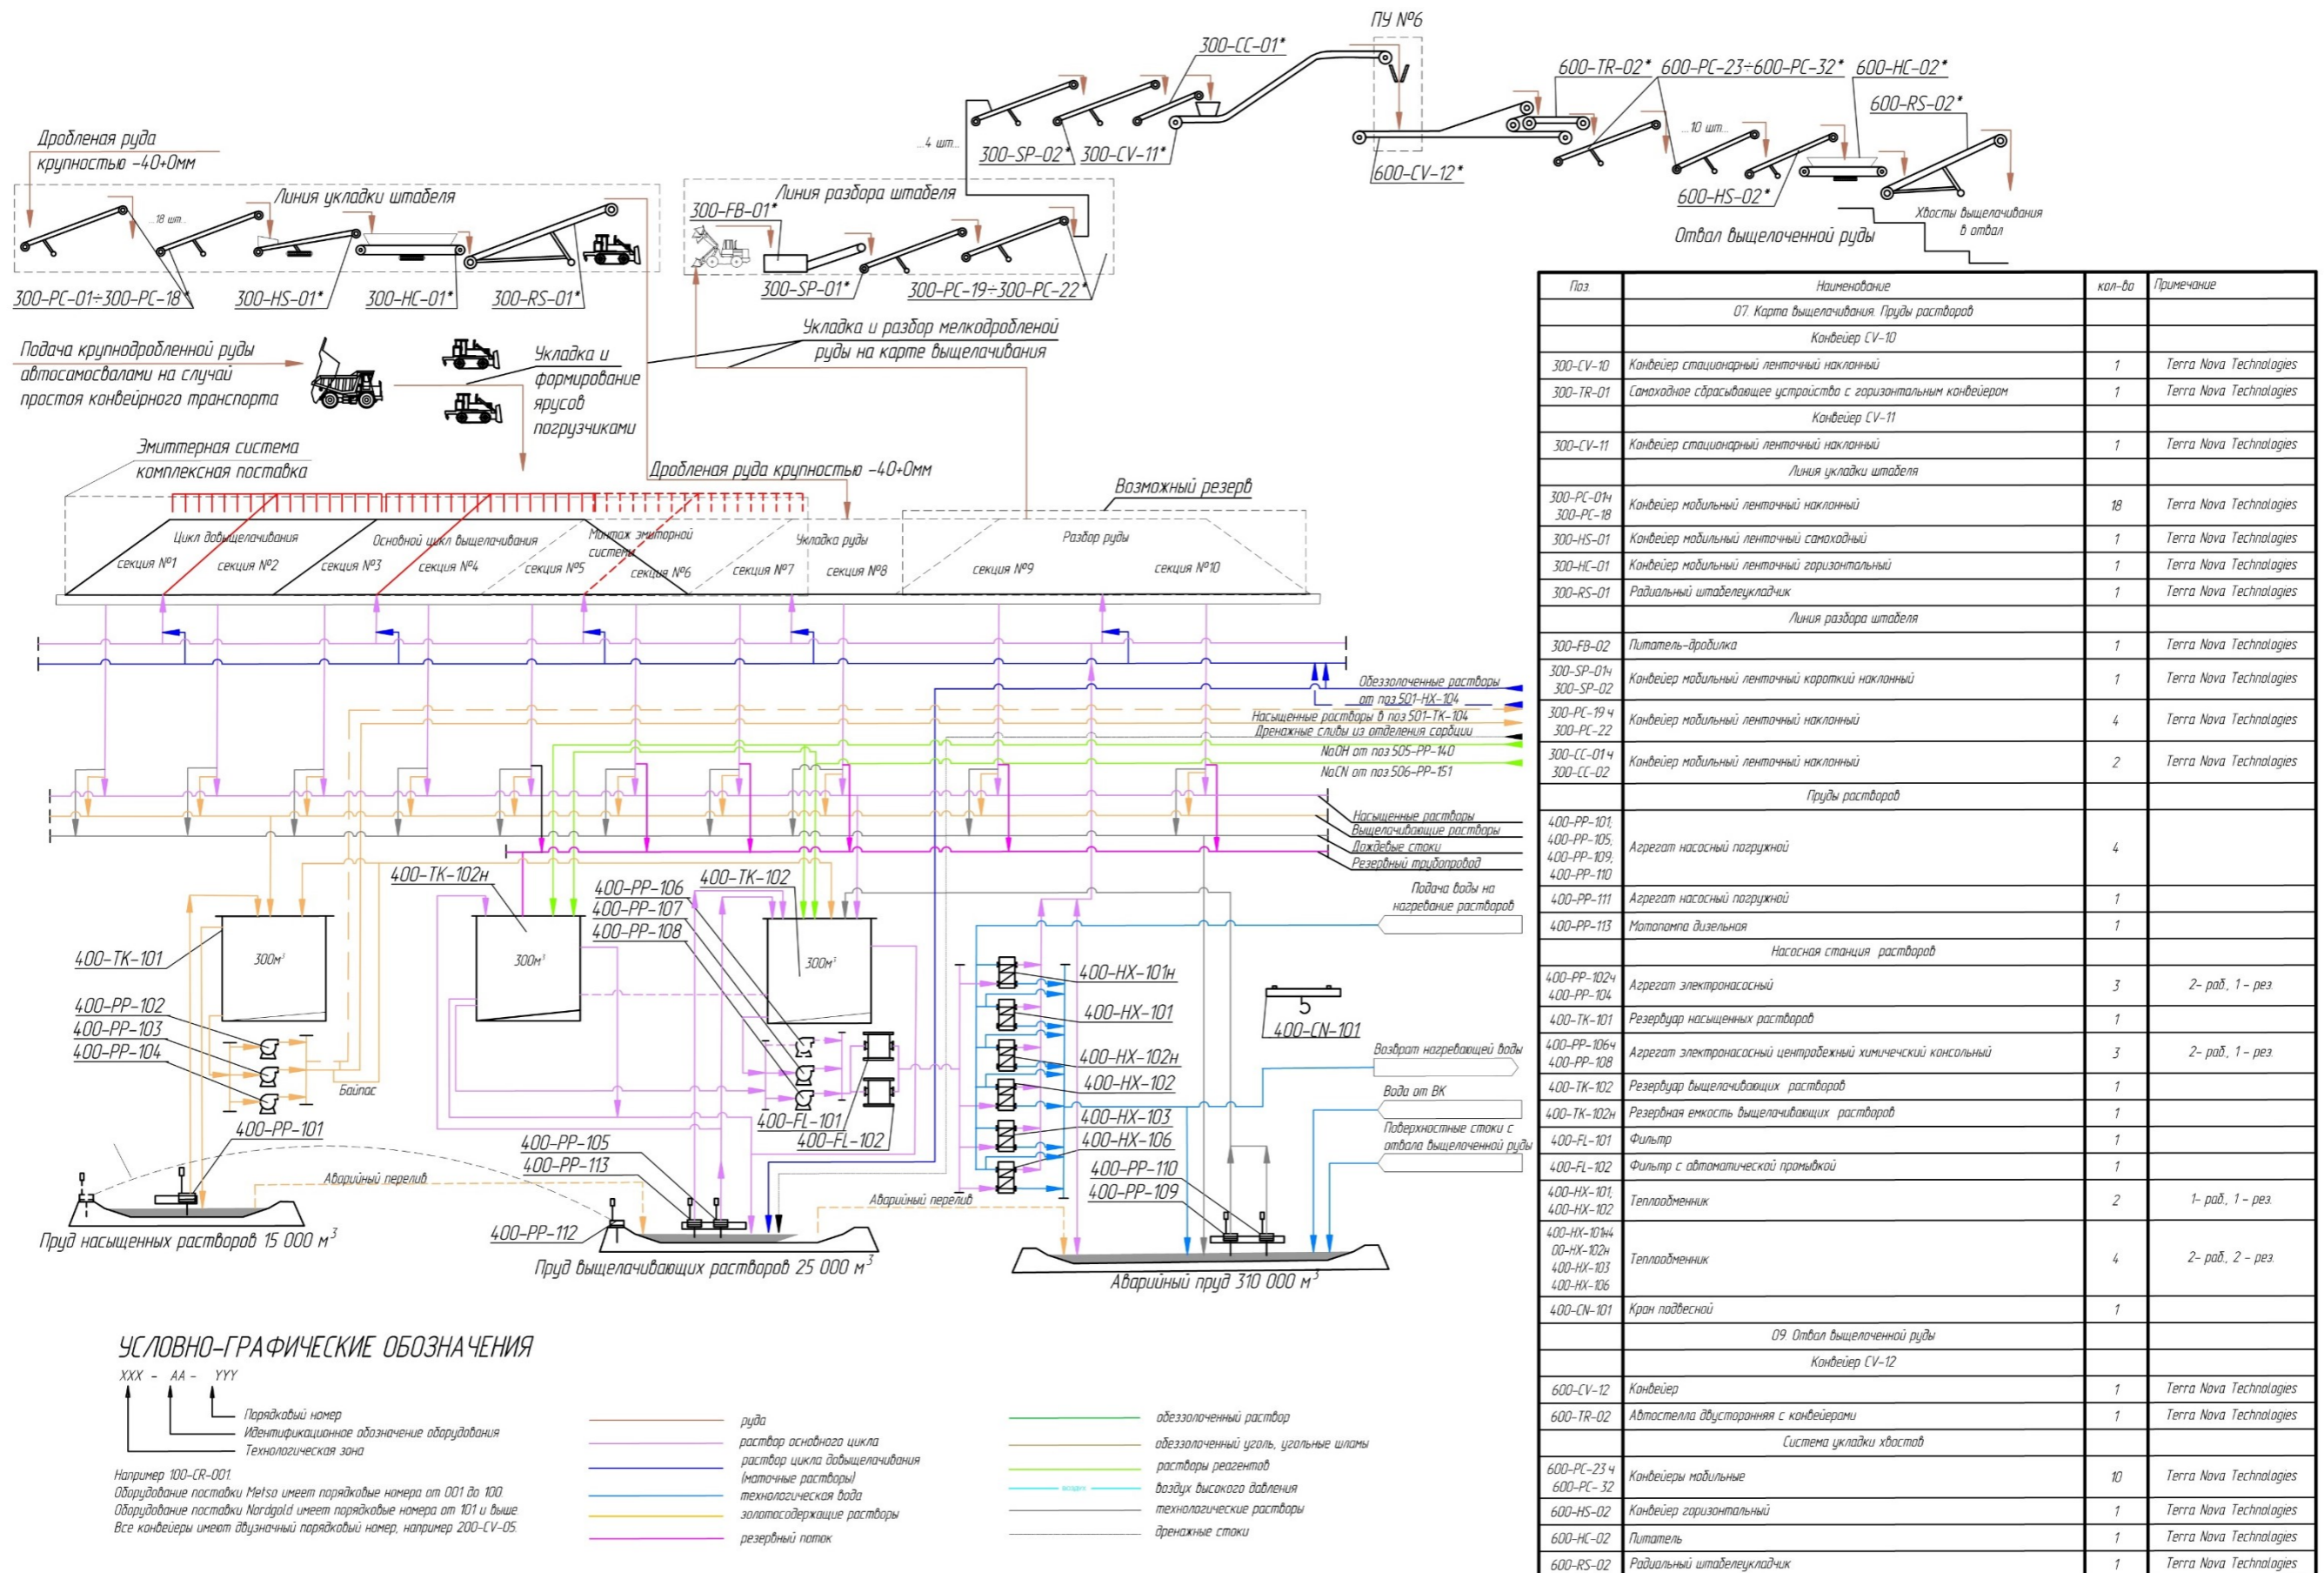 ПУ №6
300-CC-01*
600-TR-02*
600-PC-23÷600-PC-32*
600-HC-02*
600-RS-02*
...4 шт...
300-SP-02*
300-CV-11*
600-CV-12*
...10 шт...
600-HS-02*
Хвосты выщелачивания
в отвал
Отвал выщелоченной руды
Дробленая руда
крупностью -40+0мм
Линия укладки штабеля
...18 шт...
300-PC-01÷300-PC-18*
300-HS-01*
300-HC-01*
300-RS-01*
Линия разбора штабеля
300-FB-01*
300-SP-01*
300-PC-19÷300-PC-22*
Подача крупнодробленной руды
автосамосвалами на случай
простоя конвейрного транспорта
Укладка и
формирование
ярусов
погрузчиками
Укладка и разбор мелкодробленой
руды на карте выщелачивания
Эмиттерная система
комплексная поставка
Дробленая руда крупностью -40+0мм
Возможный резерв
Цикл довыщелачивания
Основной цикл выщелачивания
Монтаж эмиторной
системы
Укладка руды
Разбор руды
секция №1
секция №2
секция №3
секция №4
секция №5
секция №6
секция №7
секция №8
секция №9
секция №10
Обеззолоченные растворы
от поз.501-HX-104
Насыщенные растворы в поз.501-TK-104
Дренажные сливы из отделения сорбции
NaOH от поз.505-PP-140
NaCN от поз.506-PP-151
Насыщенные растворы
Выщелачивающие растворы
Дождевые стоки
Резервный трубопровод
400-TK-102н
400-PP-106
400-PP-107
400-PP-108
400-TK-102
Подача воды на
нагревание растворов
400-TK-101
300м³
300м³
300м³
400-PP-102
400-PP-103
400-PP-104
Байпас
400-FL-101
400-FL-102
400-HX-101н
400-HX-101
400-HX-102н
400-HX-102
400-HX-103
400-HX-106
5
400-CN-101
Возврат нагревающей воды
Вода от ВК
Поверхностные стоки с
отвала выщелоченной руды
400-PP-101
400-PP-105
400-PP-113
400-PP-112
400-PP-110
400-PP-109
Аварийный перелив
Аварийный перелив
Пруд насыщенных растворов 15 000 м³
Пруд выщелачивающих растворов 25 000 м³
Аварийный пруд 310 000 м³
УСЛОВНО-ГРАФИЧЕСКИЕ ОБОЗНАЧЕНИЯ
XXX - AA - YYY
Порядковый номер
Идентификационное обозначение оборудования
Технологическая зона
Например 100-CR-001.
Оборудование поставки Metso имеет порядковые номера от 001 до 100.
Оборудование поставки Nordgold имеет порядковые номера от 101 и выше.
Все конвейеры имеют двузначный порядковый номер, например 200-CV-05.
руда
раствор основного цикла
раствор цикла довыщелачивания
(маточные растворы)
технологическая вода
золотосодержащие растворы
резервный поток
обеззолоченный раствор
обеззолоченный уголь, угольные шламы
растворы реагентов
воздух высокого давления
технологические растворы
дренажные стоки
Поз. Наименование кол-во Примечание
07. Карта выщелачивания. Пруды растворов
Конвейер CV-10
300-CV-10 Конвейер стационарный ленточный наклонный 1 Terra Nova Technologies
300-TR-01 Самоходное сбрасывающее устройство с горизонтальным конвейером 1 Terra Nova Technologies
Конвейер CV-11
300-CV-11 Конвейер стационарный ленточный наклонный 1 Terra Nova Technologies
Линия укладки штабеля
300-PC-01ч
300-PC-18 Конвейер мобильный ленточный наклонный 18 Terra Nova Technologies
300-HS-01 Конвейер мобильный ленточный самоходный 1 Terra Nova Technologies
300-HC-01 Конвейер мобильный ленточный горизонтальный 1 Terra Nova Technologies
300-RS-01 Радиальный штабелеукладчик 1 Terra Nova Technologies
Линия разбора штабеля
300-FB-02 Питатель-дробилка 1 Terra Nova Technologies
300-SP-01ч
300-SP-02 Конвейер мобильный ленточный короткий наклонный 1 Terra Nova Technologies
300-PC-19 ч
300-PC-22 Конвейер мобильный ленточный наклонный 4 Terra Nova Technologies
300-CC-01 ч
300-CC-02 Конвейер мобильный ленточный наклонный 2 Terra Nova Technologies
Пруды растворов
400-PP-101,
400-PP-105,
400-PP-109,
400-PP-110 Агрегат насосный погружной 4
400-PP-111 Агрегат насосный погружной 1
400-PP-113 Мотопомпа дизельная 1
Насосная станция растворов
400-PP-102ч
400-PP-104 Агрегат электронасосный 3 2- раб., 1 - рез.
400-TK-101 Резервуар насыщенных растворов 1
400-PP-106ч
400-PP-108 Агрегат электронасосный центробежный химичечский консольный 3 2- раб., 1 - рез.
400-TK-102 Резервуар выщелачивающих растворов 1
400-TK-102н Резервная емкость выщелачивающих растворов 1
400-FL-101 Фильтр 1
400-FL-102 Фильтр с автоматической промывкой 1
400-HX-101,
400-HX-102 Теплообменник 2 1- раб., 1 - рез.
400-HX-101н4
00-HX-102н
400-HX-103
400-HX-106 Теплообменник 4 2- раб., 2 - рез.
400-CN-101 Кран подвесной 1
09. Отвал выщелоченной руды
Конвейер CV-12
600-CV-12 Конвейер 1 Terra Nova Technologies
600-TR-02 Автостелла двусторонняя с конвейерами 1 Terra Nova Technologies
Система укладки хвостов
600-PC-23 ч
600-PC- 32 Конвейеры мобильные 10 Terra Nova Technologies
600-HS-02 Конвейер горизонтальный 1 Terra Nova Technologies
600-HC-02 Питатель 1 Terra Nova Technologies
600-RS-02 Радиальный штабелеукладчик 1 Terra Nova Technologies